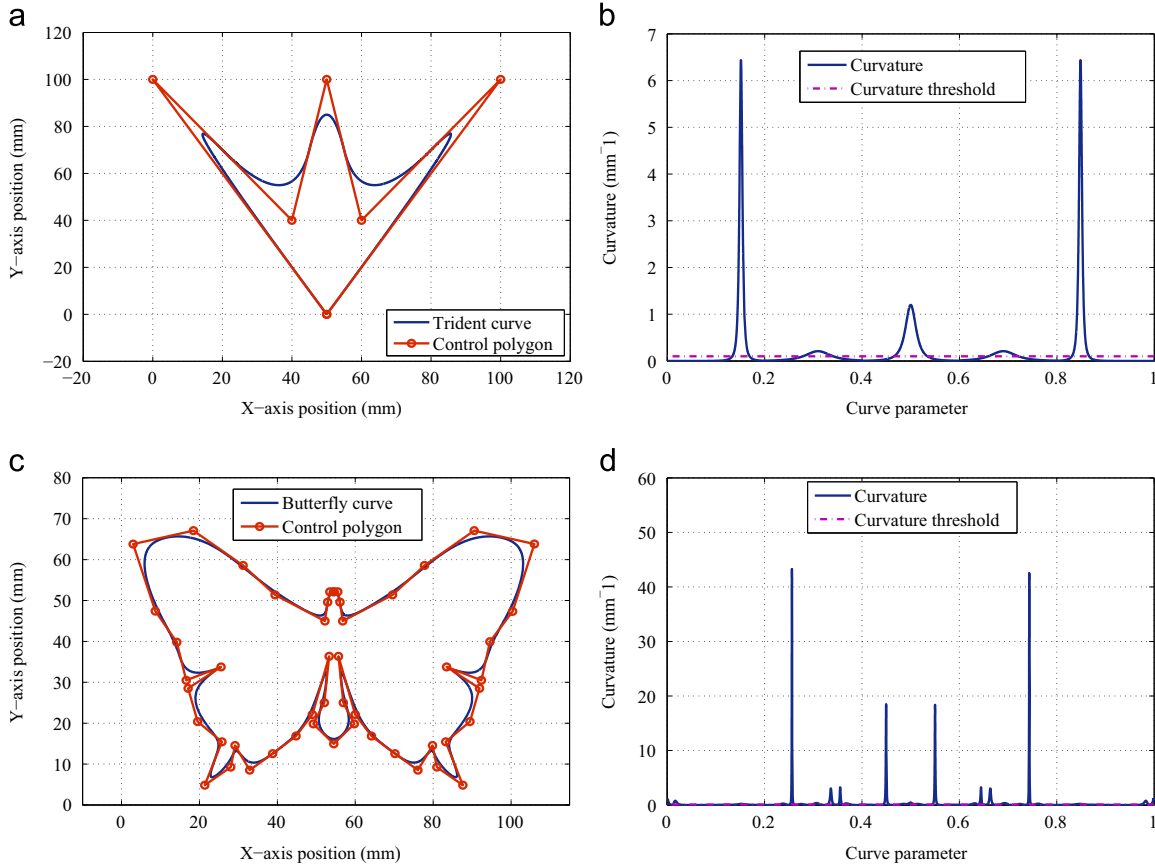 a
120
100
80
60
40
20
0
−20
−20
0
20
40
60
80
100
120
Y−axis position (mm)
X−axis position (mm)
Trident curve
Control polygon
b
7
6
5
4
3
2
1
0
0
0.2
0.4
0.6
0.8
1
Curvature (mm¯1)
Curve parameter
Curvature
Curvature threshold
c
80
70
60
50
40
30
20
10
0
0
20
40
60
80
100
Y−axis position (mm)
X−axis position (mm)
Butterfly curve
Control polygon
d
60
50
40
30
20
10
0
0
0.2
0.4
0.6
0.8
1
Curvature (mm¯1)
Curve parameter
Curvature
Curvature threshold